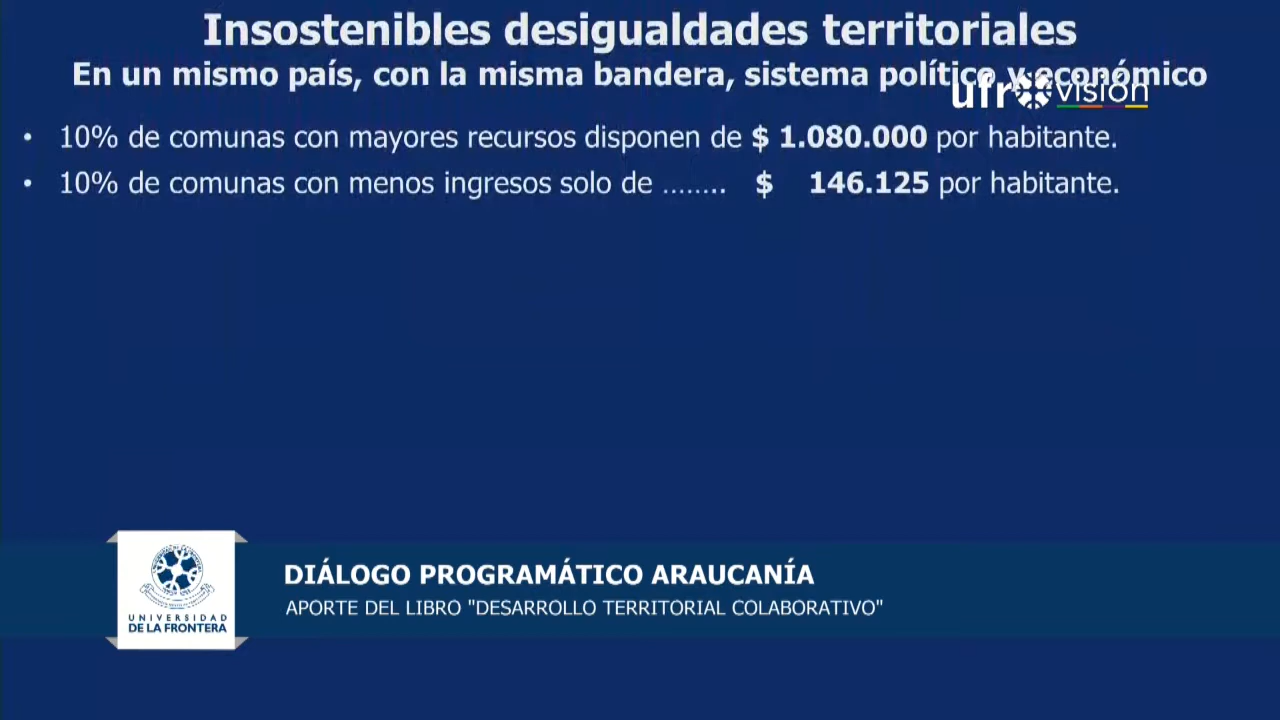 Insostenibles desigualdades territoriales
En un mismo país, con la misma bandera, sistema político y económico
ufro visión
• 10% de comunas con mayores recursos disponen de $ 1.080.000 por habitante.
• 10% de comunas con menos ingresos solo de …….. $ 146.125 por habitante.
DIÁLOGO PROGRAMÁTICO ARAUCANÍA
APORTE DEL LIBRO "DESARROLLO TERRITORIAL COLABORATIVO"
UNIVERSIDAD
DE LA FRONTERA